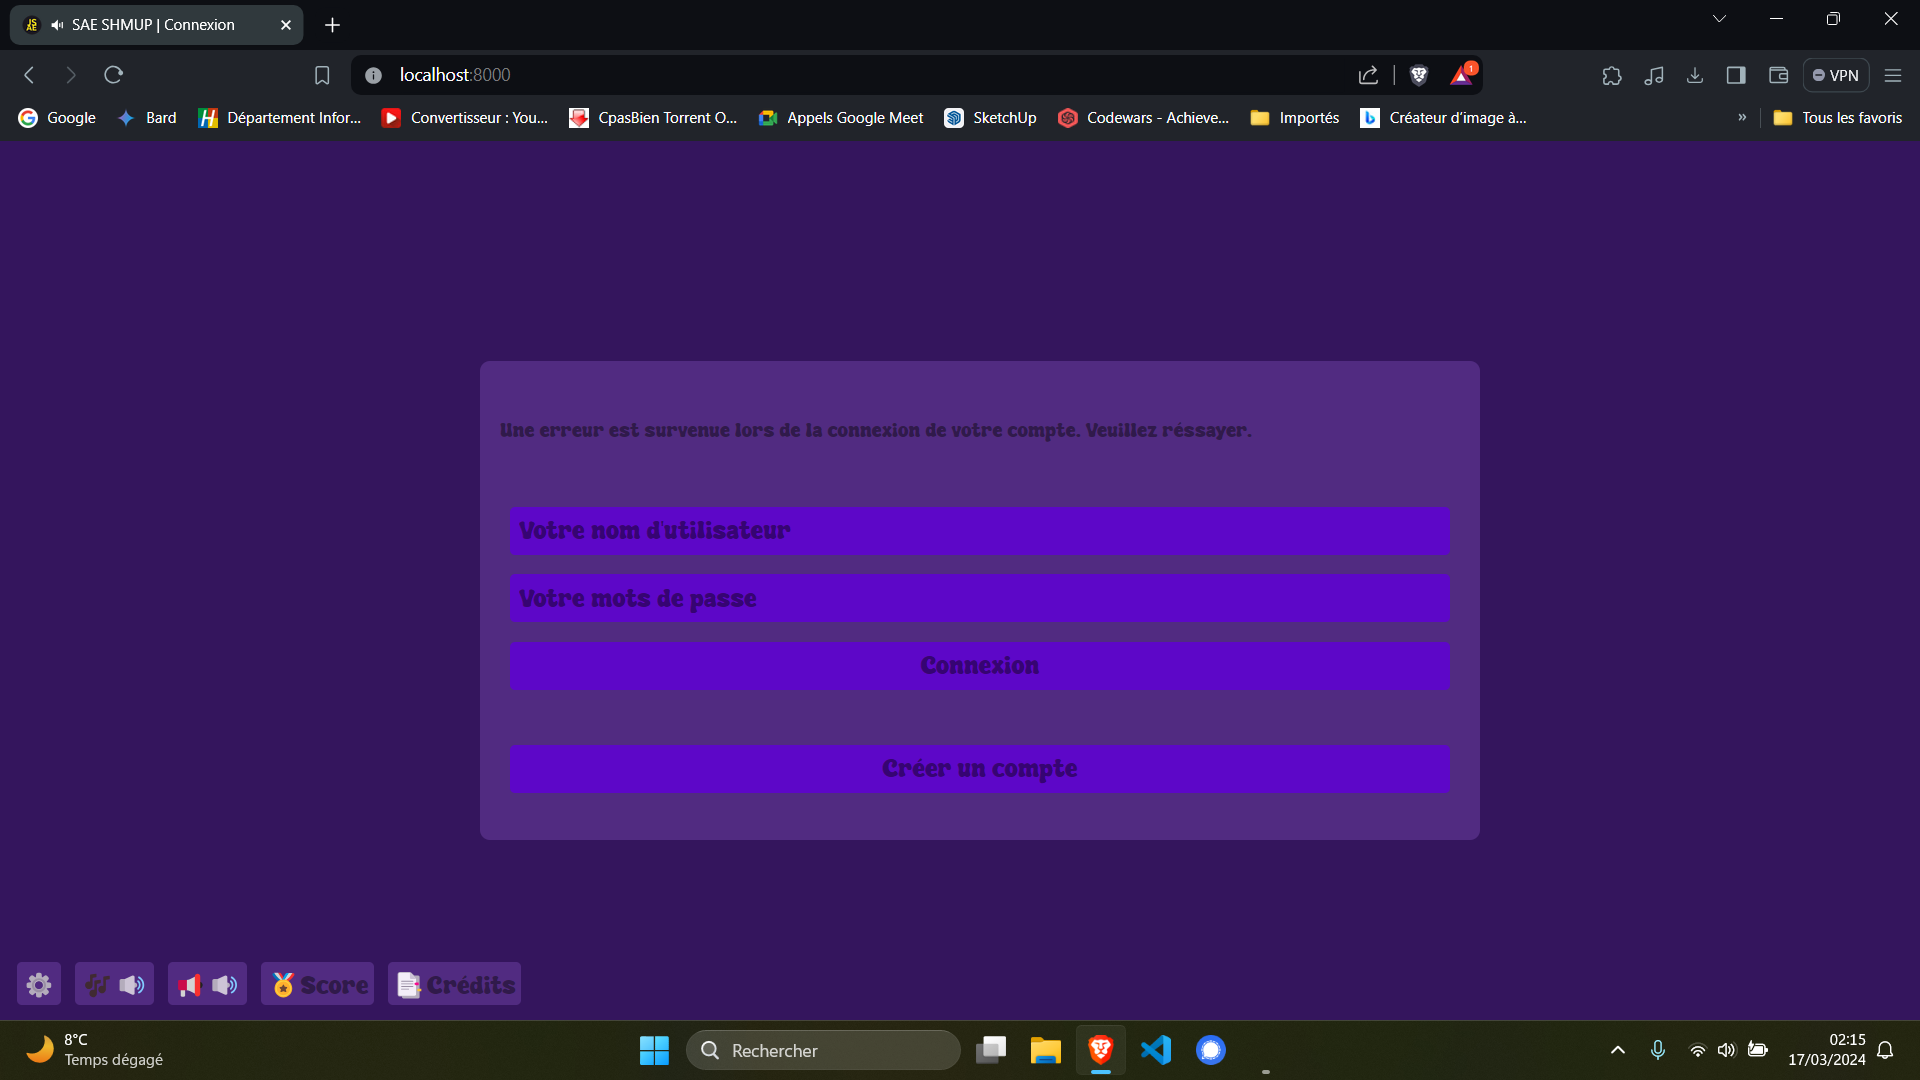 SAE SHMUP | Connexion
localhost:8000
1
VPN
Google
Bard
Département Infor...
Convertisseur : You...
CpasBien Torrent O...
Appels Google Meet
SketchUp
Codewars - Achieve...
Importés
Créateur d'image à...
»
Tous les favoris
Une erreur est survenue lors de la connexion de votre compte. Veuillez réssayer.
Votre nom d'utilisateur
Votre mots de passe
Connexion
Créer un compte
Score
Crédits
8°C
Temps dégagé
Rechercher
02:15
17/03/2024